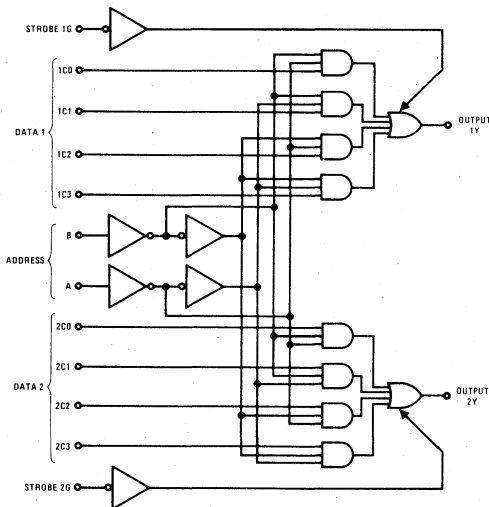 STROBE 1G
1C0
1C1
DATA 1
1C2
1C3
OUTPUT
1Y
B
ADDRESS
A
2C0
2C1
DATA 2
2C2
2C3
OUTPUT
2Y
STROBE 2G